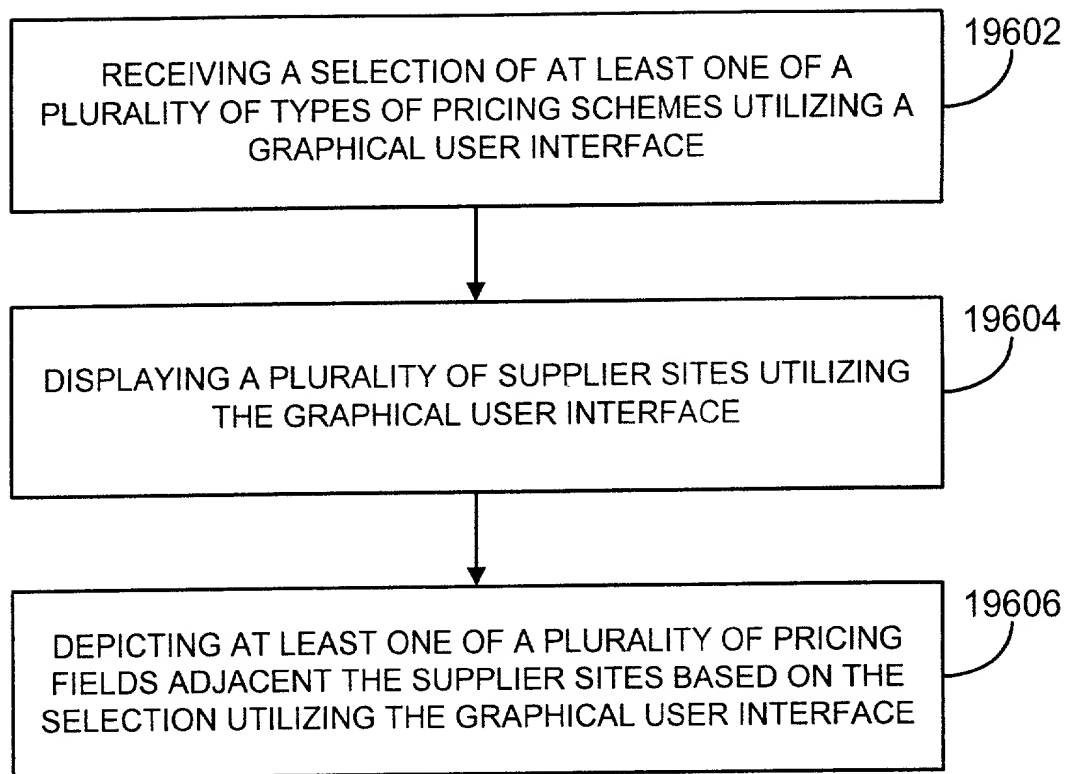 19602
RECEIVING A SELECTION OF AT LEAST ONE OF A
PLURALITY OF TYPES OF PRICING SCHEMES UTILIZING A
GRAPHICAL USER INTERFACE
19604
DISPLAYING A PLURALITY OF SUPPLIER SITES UTILIZING
THE GRAPHICAL USER INTERFACE
19606
DEPICTING AT LEAST ONE OF A PLURALITY OF PRICING
FIELDS ADJACENT THE SUPPLIER SITES BASED ON THE
SELECTION UTILIZING THE GRAPHICAL USER INTERFACE